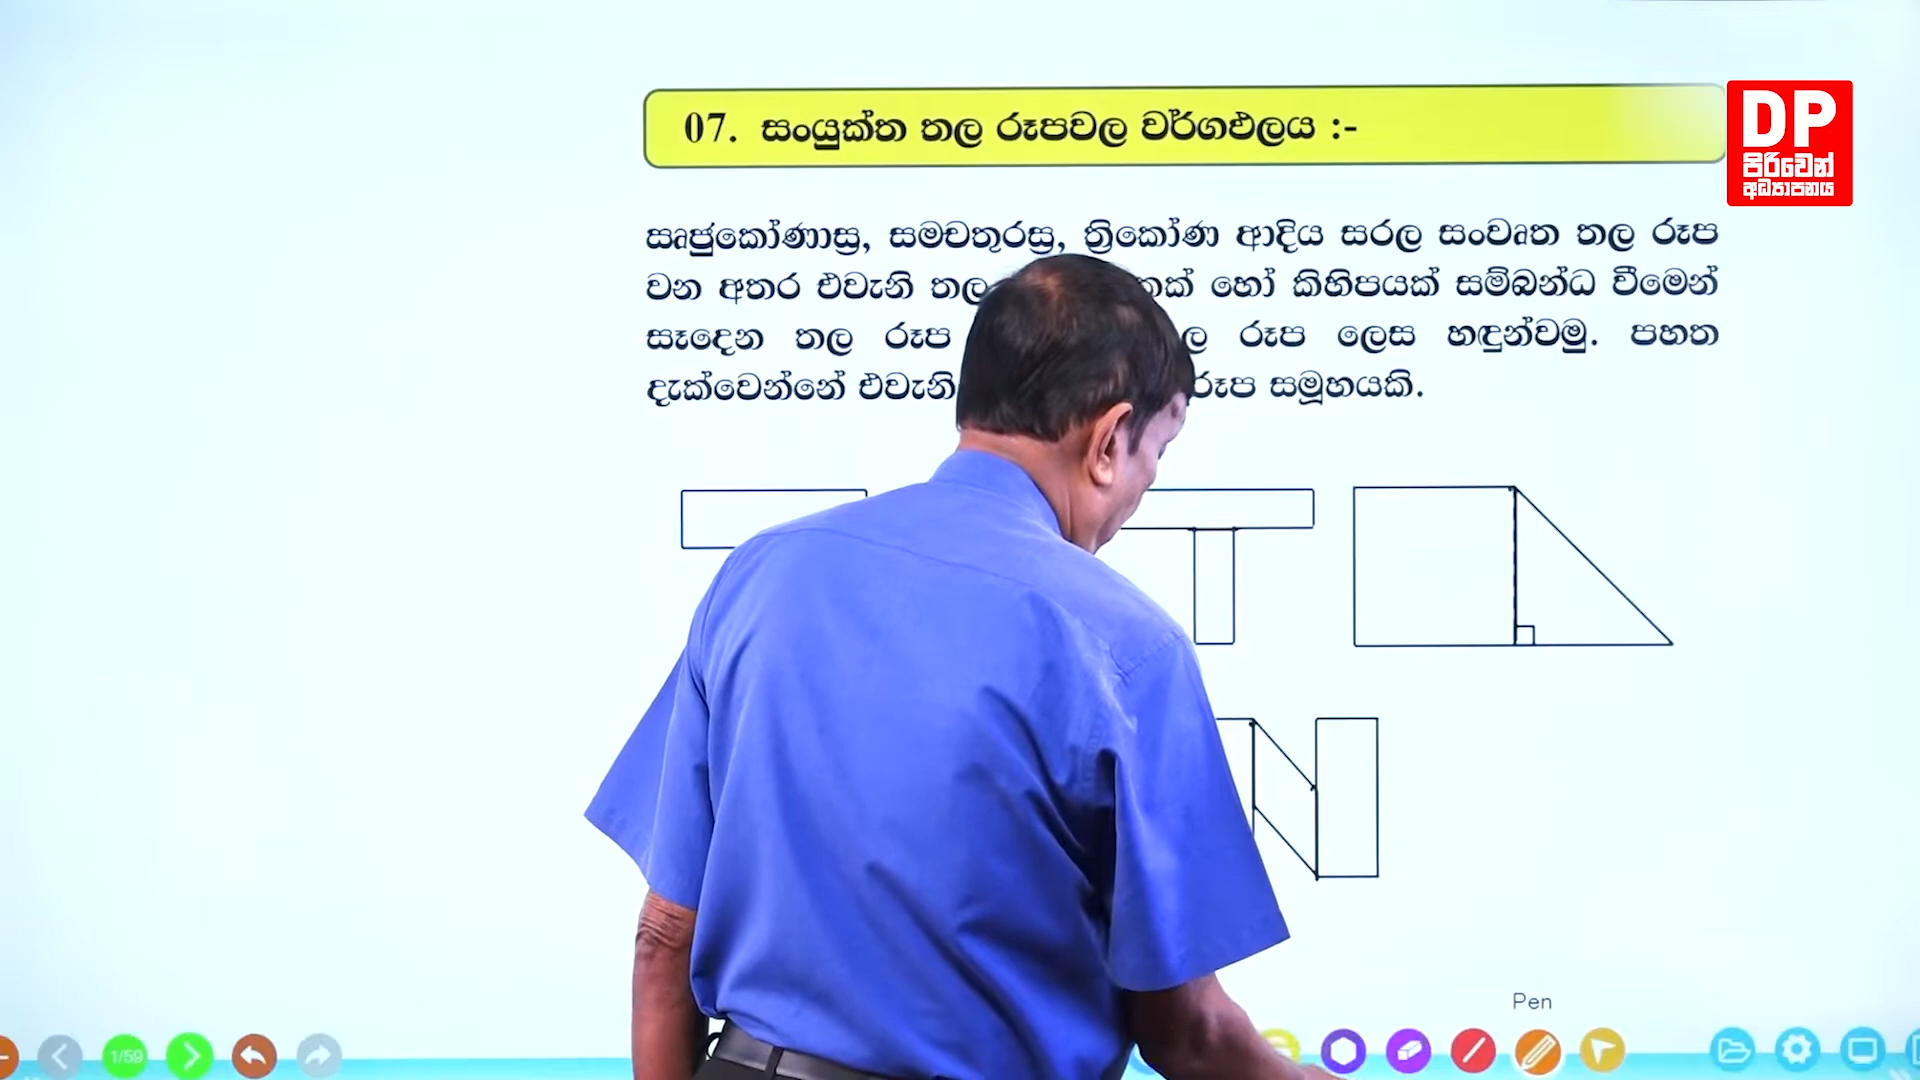 07. සංයුක්ත තල රූපවල වර්ගඵලය :-
DP
පිරිවෙන්
අධ්‍යාපනය
සෘජුකෝණාස්‍ර, සමචතුරස්‍ර, ත්‍රිකෝණ ආදිය සරල සංවෘත තල රූප
වන අතර එවැනි තල හෝ කිහිපයක් සම්බන්ධ වීමෙන්
සෑදෙන තල රූප රූප ලෙස හඳුන්වමු. පහත
දැක්වෙන්නේ එවැනි රූප සමූහයකි.
Pen
1/59